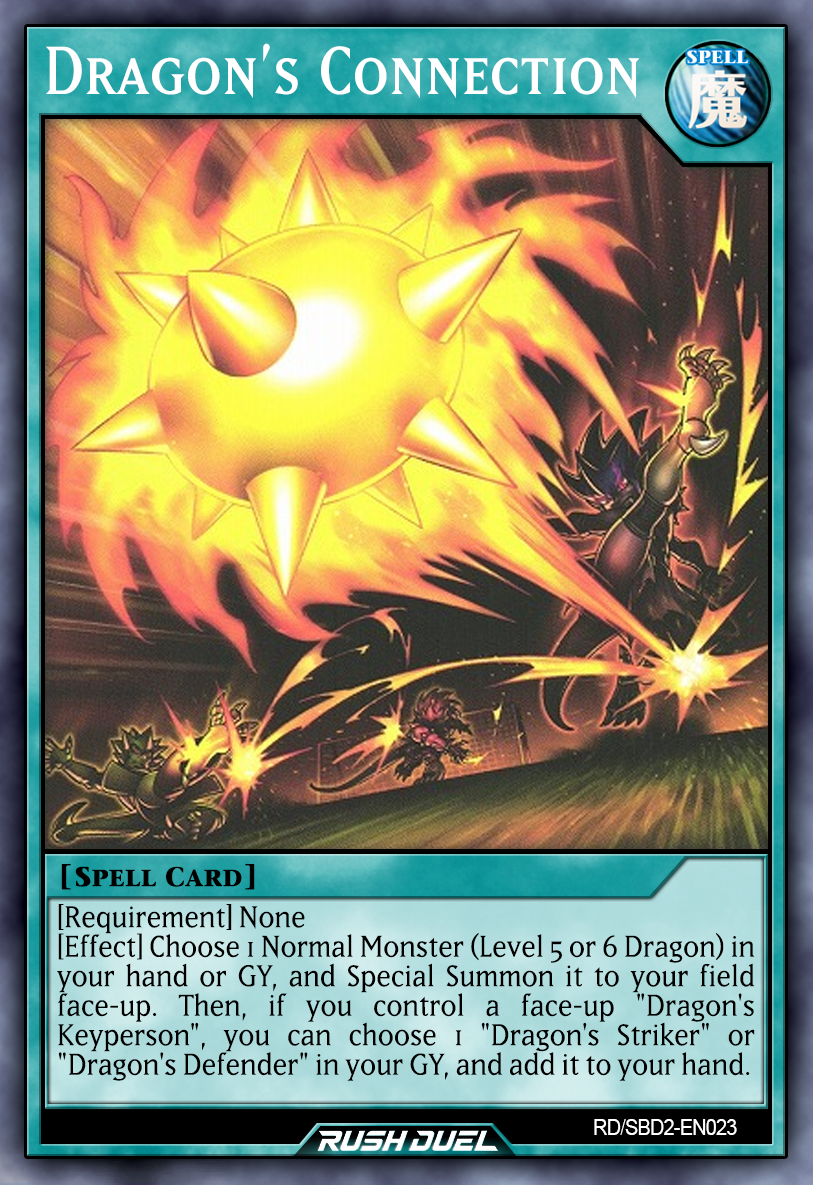 Dragon's Connection
SPELL
魔
[Spell Card]
[Requirement] None
[Effect] Choose 1 Normal Monster (Level 5 or 6 Dragon) in
your hand or GY, and Special Summon it to your field
face-up. Then, if you control a face-up "Dragon's
Keyperson", you can choose 1 "Dragon's Striker" or
"Dragon's Defender" in your GY, and add it to your hand.
RD/SBD2-EN023
RUSH DUEL